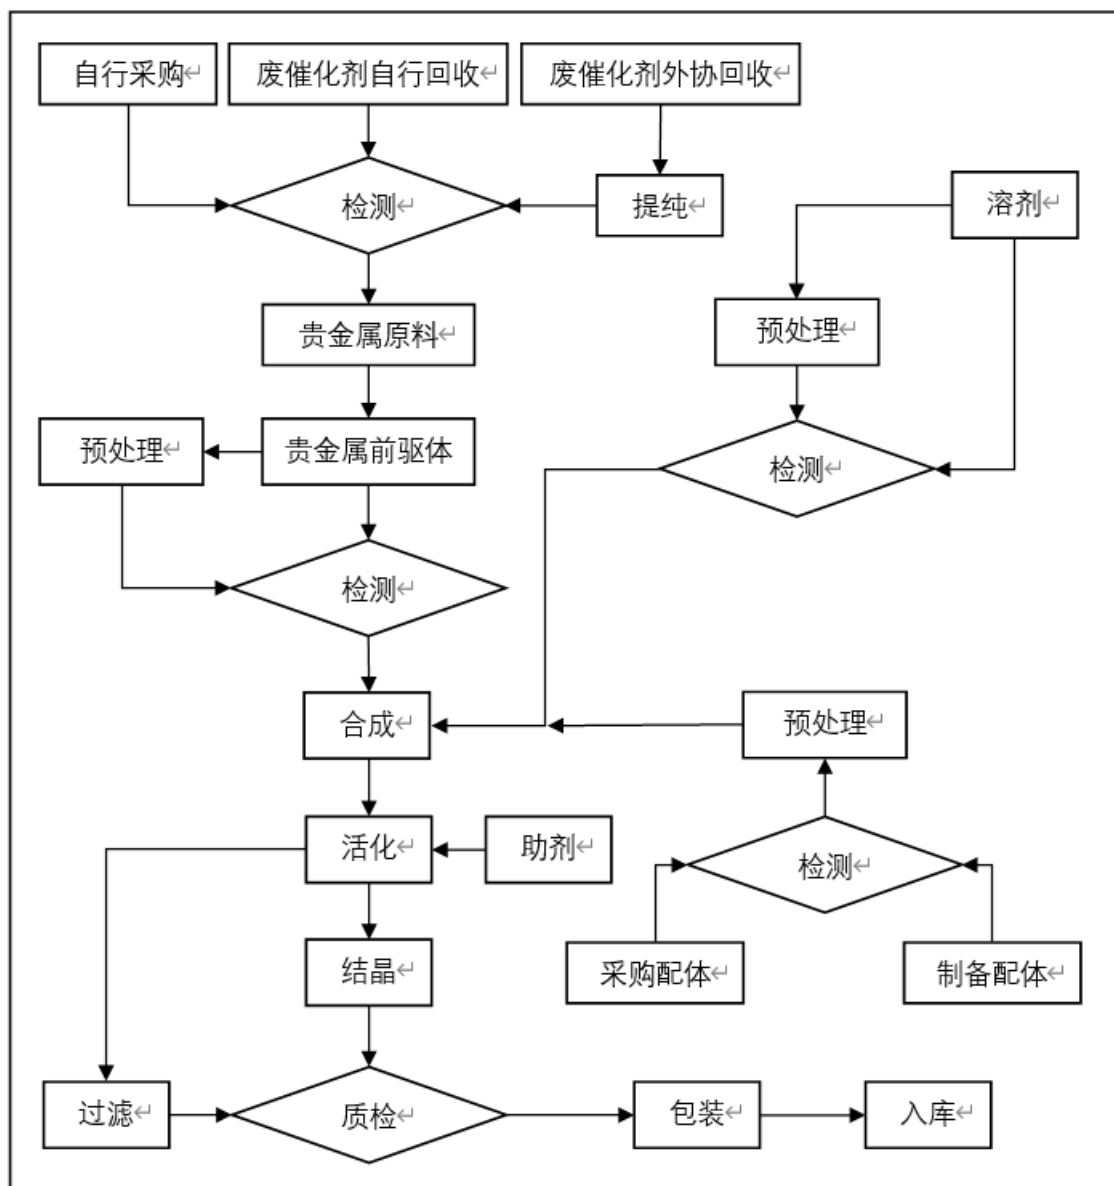 自行采购
废催化剂自行回收
废催化剂外协回收
检测
提纯
溶剂
贵金属原料
预处理
预处理
贵金属前驱体
检测
检测
合成
预处理
活化
助剂
检测
结晶
采购配体
制备配体
过滤
质检
包装
入库